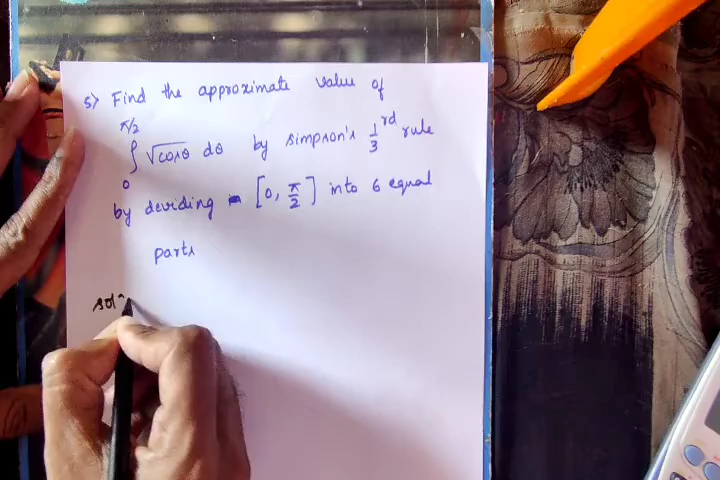 5) Find the approximate value of
π/2
∫ √cosθ dθ by simpson's 1/3 rd rule
0
by deviding [0, π/2] into 6 equal
parts
sol